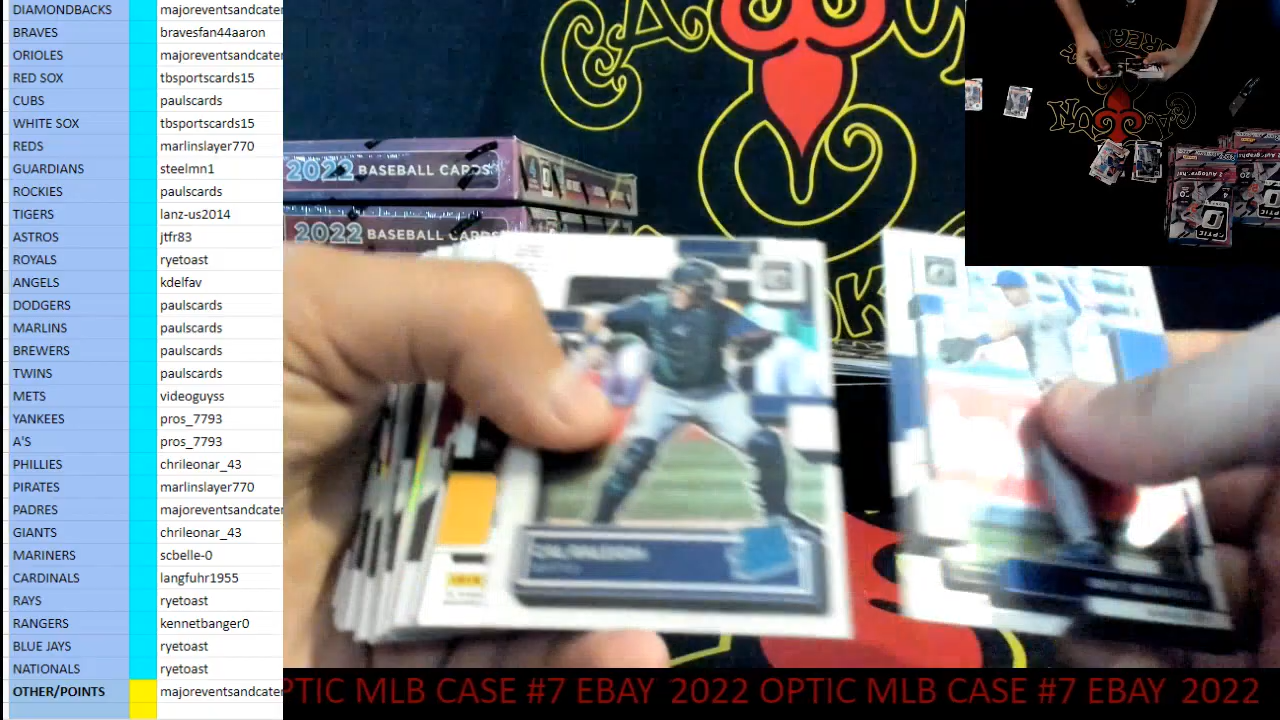 DIAMONDBACKS majoreventsandcater
BRAVES bravesfan44aaron
ORIOLES majoreventsandcater
RED SOX tbsportscards15
CUBS paulscards
WHITE SOX tbsportscards15
REDS marlinslayer770
GUARDIANS steelmn1
ROCKIES paulscards
TIGERS lanz-us2014
ASTROS jtfr83
ROYALS ryetoast
ANGELS kdelfav
DODGERS paulscards
MARLINS paulscards
BREWERS paulscards
TWINS paulscards
METS videoguyss
YANKEES pros_7793
A'S pros_7793
PHILLIES chrileonar_43
PIRATES marlinslayer770
PADRES majoreventsandcater
GIANTS chrileonar_43
MARINERS scbelle-0
CARDINALS langfuhr1955
RAYS ryetoast
RANGERS kennetbanger0
BLUE JAYS ryetoast
NATIONALS ryetoast
OTHER/POINTS majoreventsandcater
2022 BASEBALL CARDS
2022 BASEBALL CARDS
PTIC MLB CASE #7 EBAY 2022 OPTIC MLB CASE #7 EBAY 2022